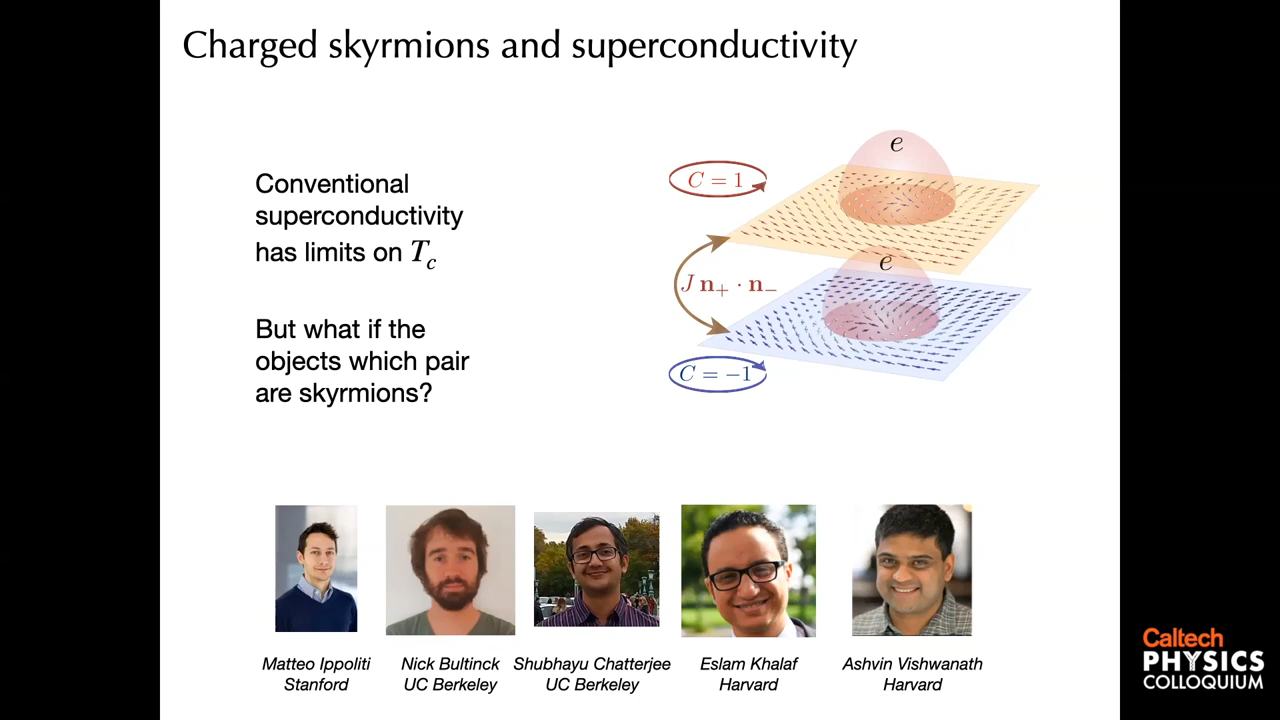 Charged skyrmions and superconductivity
Conventional
superconductivity
has limits on T_c
But what if the
objects which pair
are skyrmions?
e
C = 1
e
J n₊ · n₋
C = −1
Matteo Ippoliti
Stanford
Nick Bultinck
UC Berkeley
Shubhayu Chatterjee
UC Berkeley
Eslam Khalaf
Harvard
Ashvin Vishwanath
Harvard
Caltech
PHYSICS
COLLOQUIUM